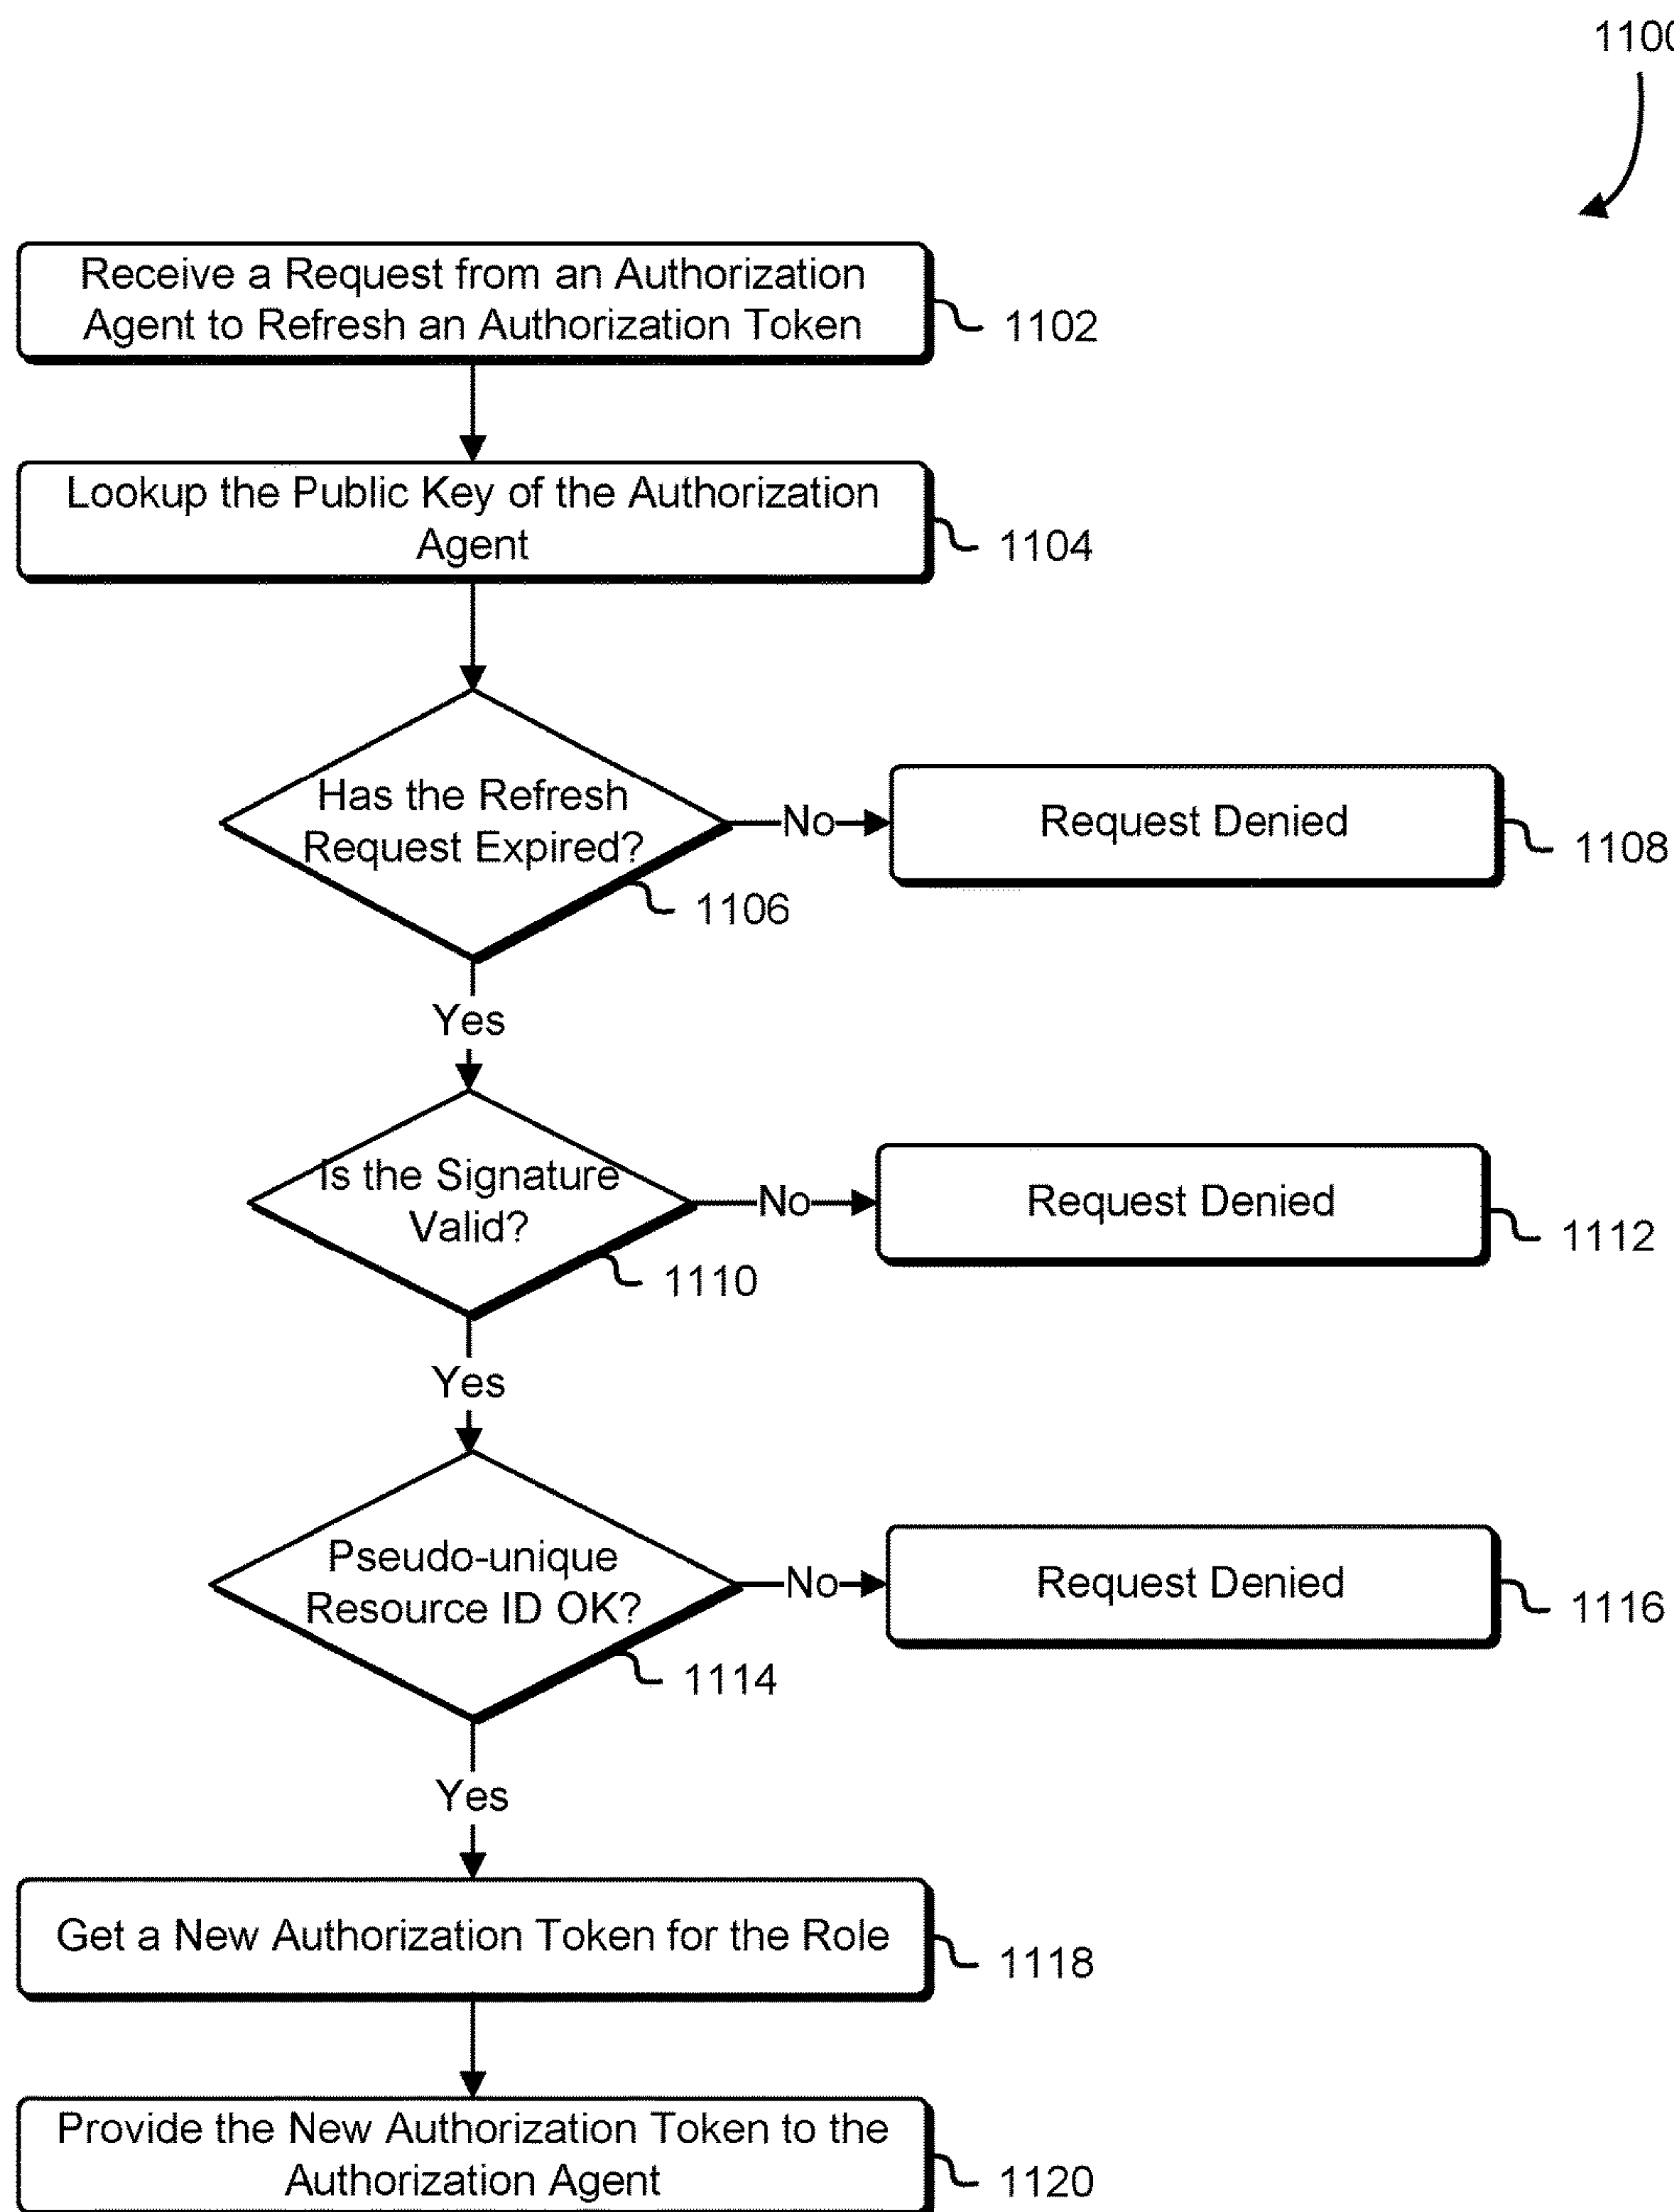 1100
Receive a Request from an Authorization
Agent to Refresh an Authorization Token
1102
Lookup the Public Key of the Authorization
Agent
1104
Has the Refresh
Request Expired?
No
Request Denied
1108
1106
Yes
Is the Signature
Valid?
No
Request Denied
1112
1110
Yes
Pseudo-unique
Resource ID OK?
No
Request Denied
1116
1114
Yes
Get a New Authorization Token for the Role
1118
Provide the New Authorization Token to the
Authorization Agent
1120